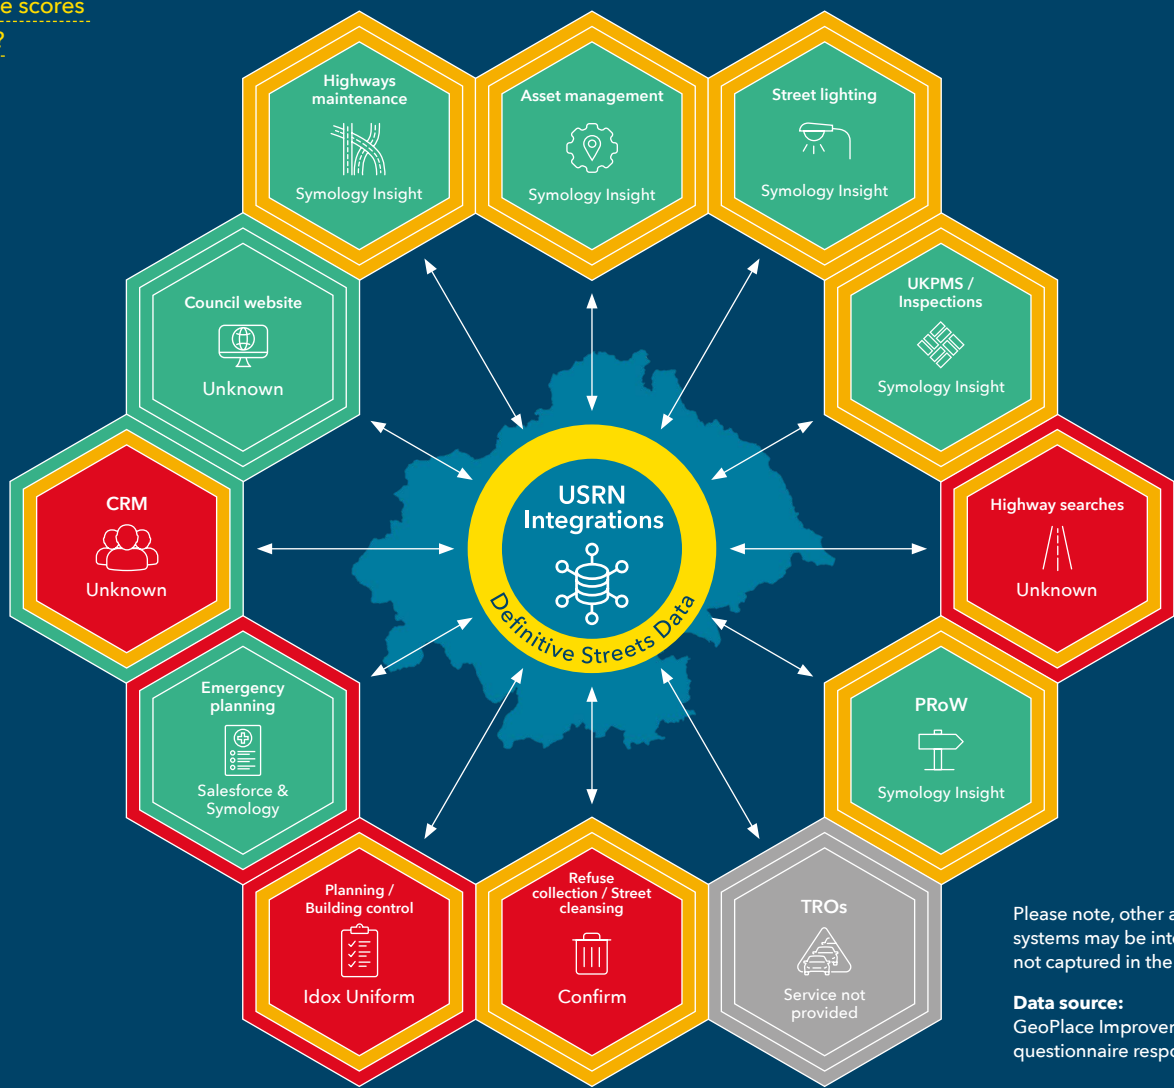 e scores
?
Highways
maintenance
Symology Insight
Asset management
Symology Insight
Street lighting
Symology Insight
Council website
Unknown
UKPMS /
Inspections
Symology Insight
CRM
Unknown
USRN
Integrations
Definitive Streets Data
Highway searches
Unknown
Emergency
planning
Salesforce &
Symology
PRoW
Symology Insight
Planning /
Building control
Idox Uniform
Refuse
collection / Street
cleansing
Confirm
TROs
Service not
provided
Please note, other a
systems may be inte
not captured in the
Data source:
GeoPlace Improver
questionnaire respo